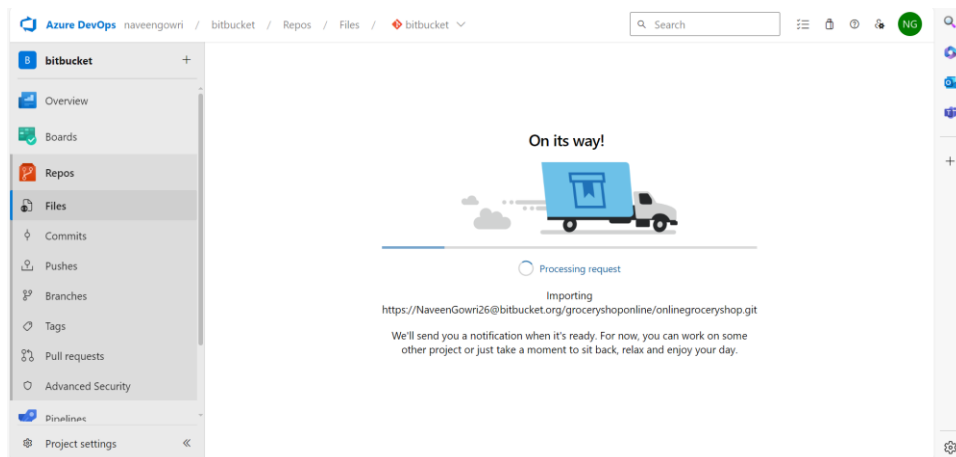 Azure DevOps naveengowri / bitbucket / Repos / Files / bitbucket
Search
NG
B bitbucket +
Overview
Boards
Repos
Files
Commits
Pushes
Branches
Tags
Pull requests
Advanced Security
Pipelines
Project settings
On its way!
Processing request
Importing
https://NaveenGowri26@bitbucket.org/groceryshoponline/onlinegroceryshop.git
We'll send you a notification when it's ready. For now, you can work on some
other project or just take a moment to sit back, relax and enjoy your day.